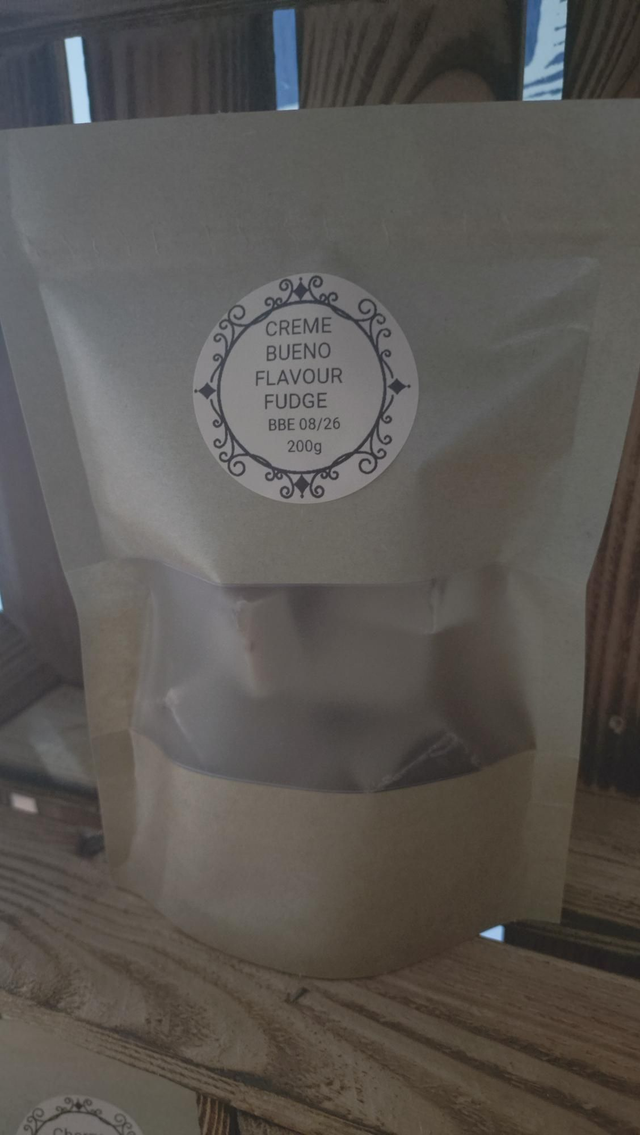 CREME
BUENO
FLAVOUR
FUDGE
BBE 08/26
200g